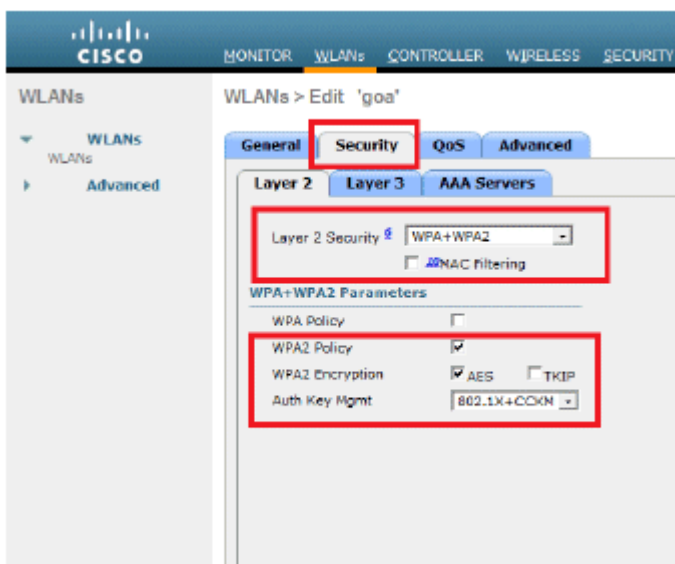 CISCO
MONITOR WLANs CONTROLLER WIRELESS SECURITY
WLANs
WLANs > Edit 'goa'
WLANs
WLANs
Advanced
General Security QoS Advanced
Layer 2 Layer 3 AAA Servers
Layer 2 Security 6 WPA+WPA2
MAC Filtering
WPA+WPA2 Parameters
WPA Policy
WPA2 Policy
WPA2 Encryption AES TKIP
Auth Key Mgmt 802.1X+CCKM